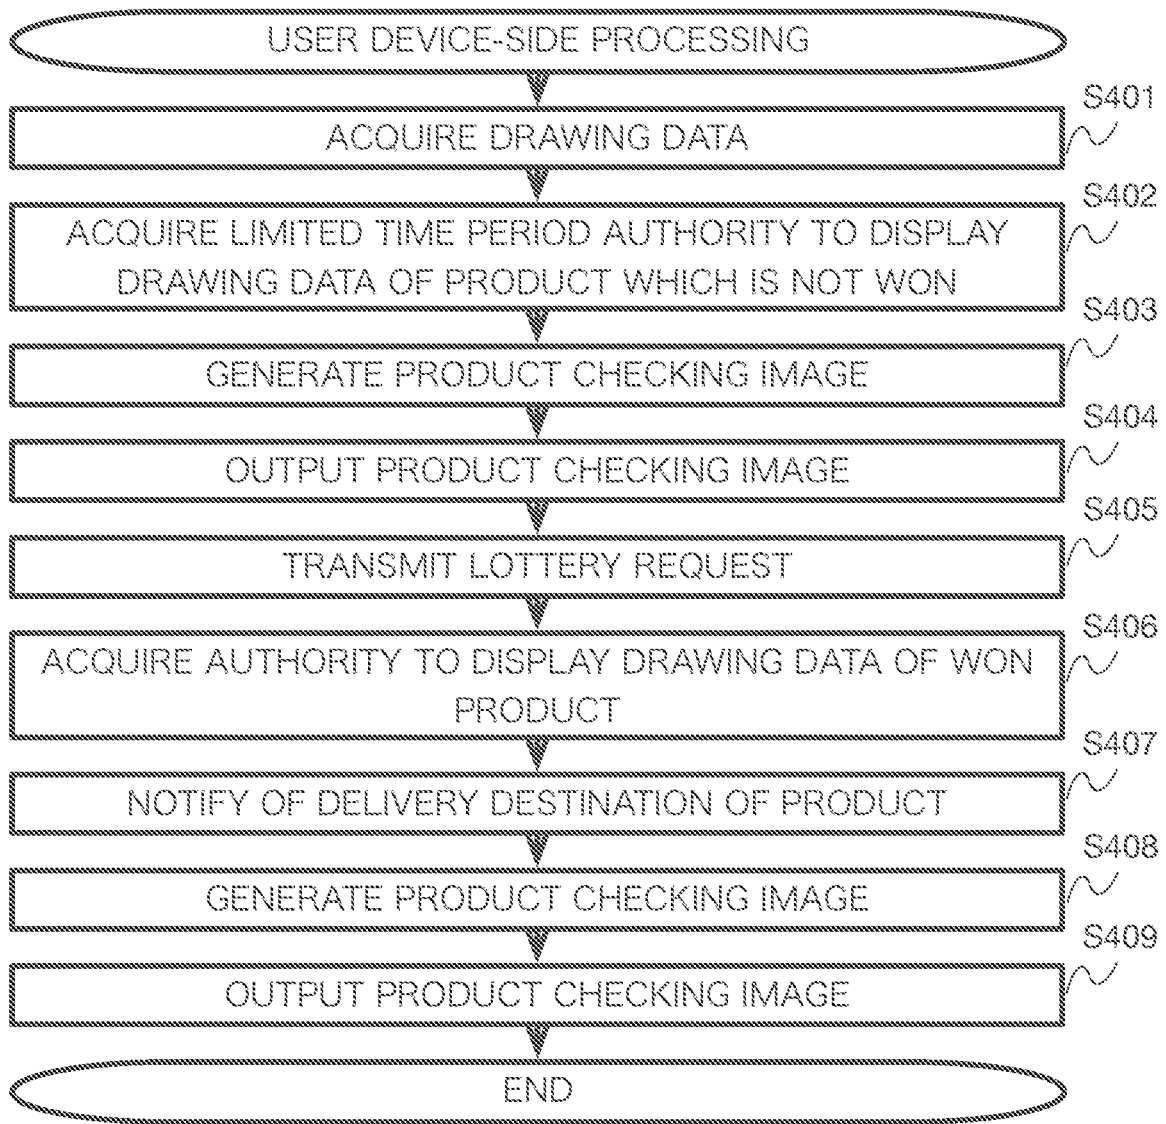 USER DEVICE-SIDE PROCESSING
S401
ACQUIRE DRAWING DATA
S402
ACQUIRE LIMITED TIME PERIOD AUTHORITY TO DISPLAY
DRAWING DATA OF PRODUCT WHICH IS NOT WON
S403
GENERATE PRODUCT CHECKING IMAGE
S404
OUTPUT PRODUCT CHECKING IMAGE
S405
TRANSMIT LOTTERY REQUEST
S406
ACQUIRE AUTHORITY TO DISPLAY DRAWING DATA OF WON
PRODUCT
S407
NOTIFY OF DELIVERY DESTINATION OF PRODUCT
S408
GENERATE PRODUCT CHECKING IMAGE
S409
OUTPUT PRODUCT CHECKING IMAGE
END